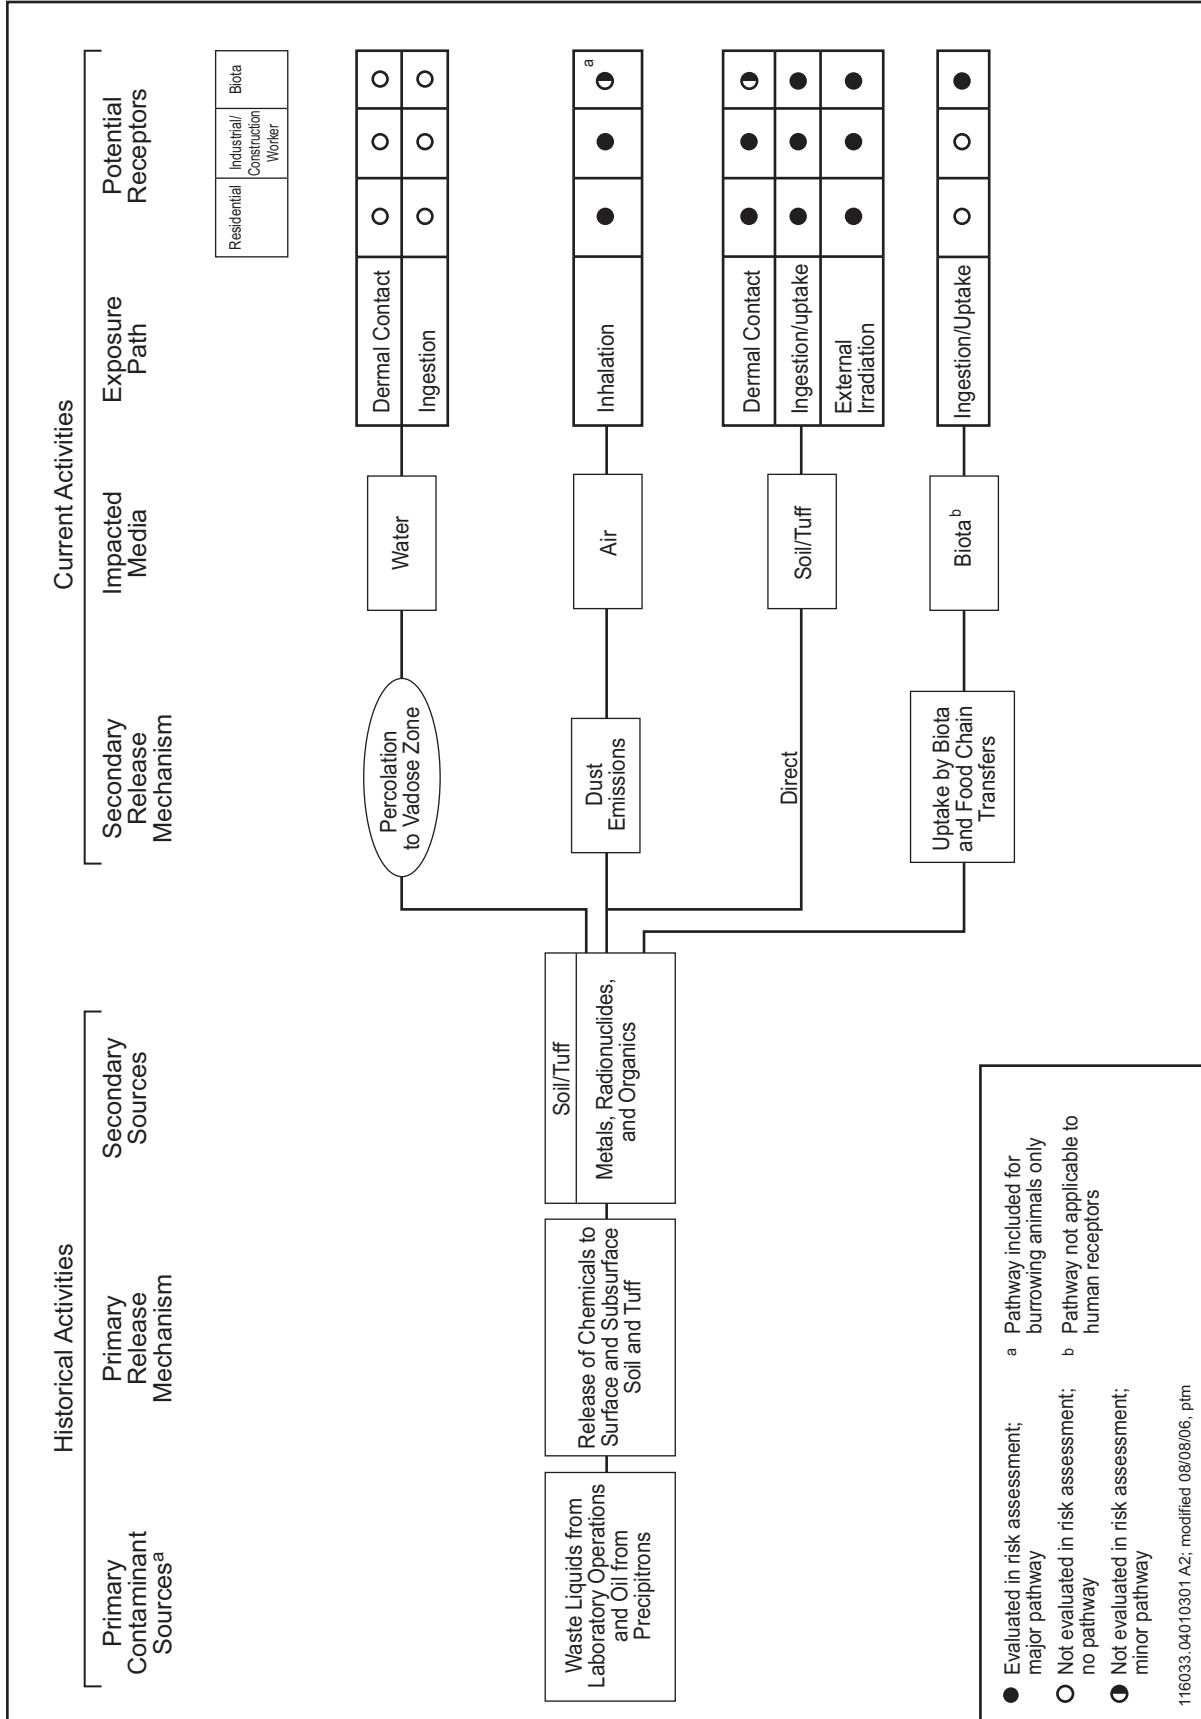 Historical Activities
Current Activities
Primary
Contaminant
Sourcesᵃ
Primary
Release
Mechanism
Secondary
Sources
Secondary
Release
Mechanism
Impacted
Media
Exposure
Path
Potential
Receptors
Residential
Industrial/
Construction
Worker
Biota
Waste Liquids from
Laboratory Operations
and Oil from
Precipitrons
Release of Chemicals to
Surface and Subsurface
Soil and Tuff
Soil/Tuff
Metals, Radionuclides,
and Organics
Percolation
to Vadose Zone
Water
Dermal Contact
Ingestion
Dust
Emissions
Air
Inhalation
a
Direct
Soil/Tuff
Dermal Contact
Ingestion/uptake
External
Irradiation
Uptake by Biota
and Food Chain
Transfers
Biotaᵇ
Ingestion/Uptake
Evaluated in risk assessment;
major pathway
Not evaluated in risk assessment;
no pathway
Not evaluated in risk assessment;
minor pathway
a Pathway included for
burrowing animals only
b Pathway not applicable to
human receptors
116033.04010301 A2; modified 08/08/06, ptm